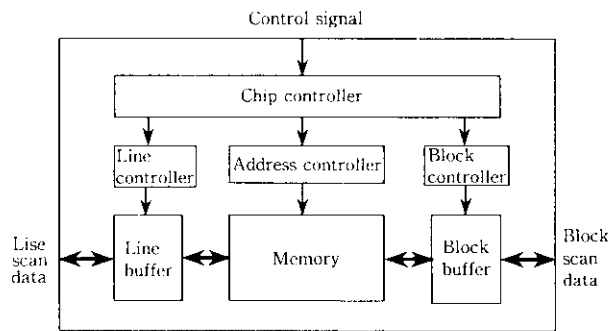 Control signal
Chip controller
Line
controller
Address controller
Block
controller
Lise
scan
data
Line
buffer
Memory
Block
buffer
Block
scan
data